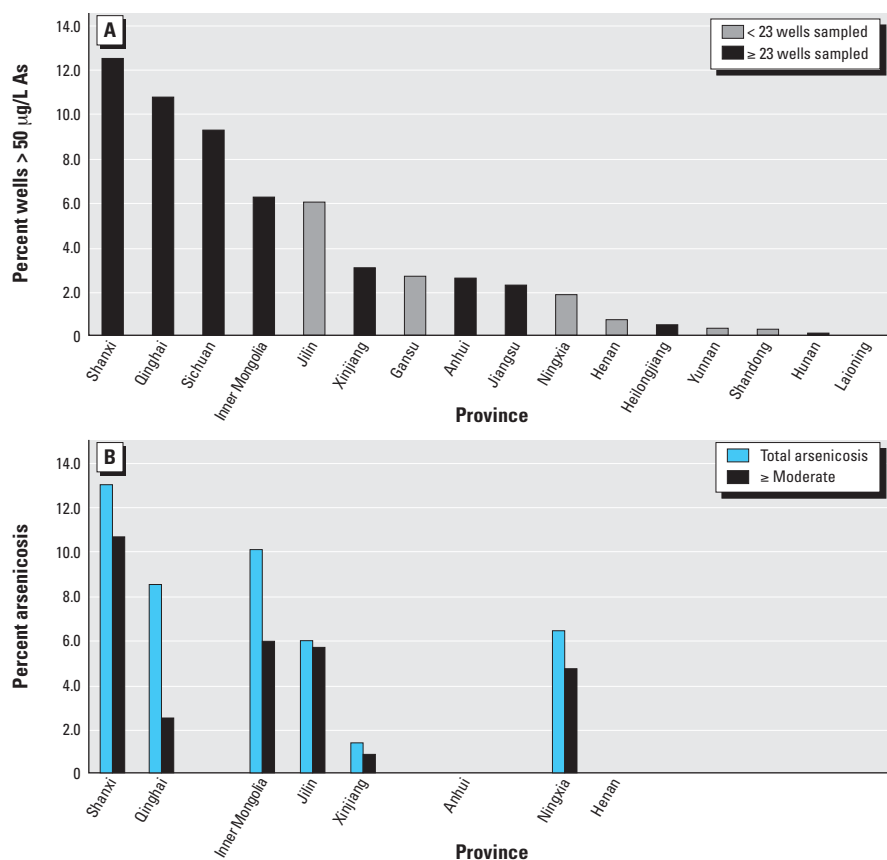 A
< 23 wells sampled
≥ 23 wells sampled
Percent wells > 50 µg/L As
14.0
12.0
10.0
8.0
6.0
4.0
2.0
0
Shanxi
Qinghai
Sichuan
Inner Mongolia
Jilin
Xinjiang
Gansu
Anhui
Jiangsu
Ningxia
Henan
Heilongjiang
Yunnan
Shandong
Hunan
Laioning
Province
B
Total arsenicosis
≥ Moderate
Percent arsenicosis
14.0
12.0
10.0
8.0
6.0
4.0
2.0
0
Shanxi
Qinghai
Inner Mongolia
Jilin
Xinjiang
Anhui
Ningxia
Henan
Province